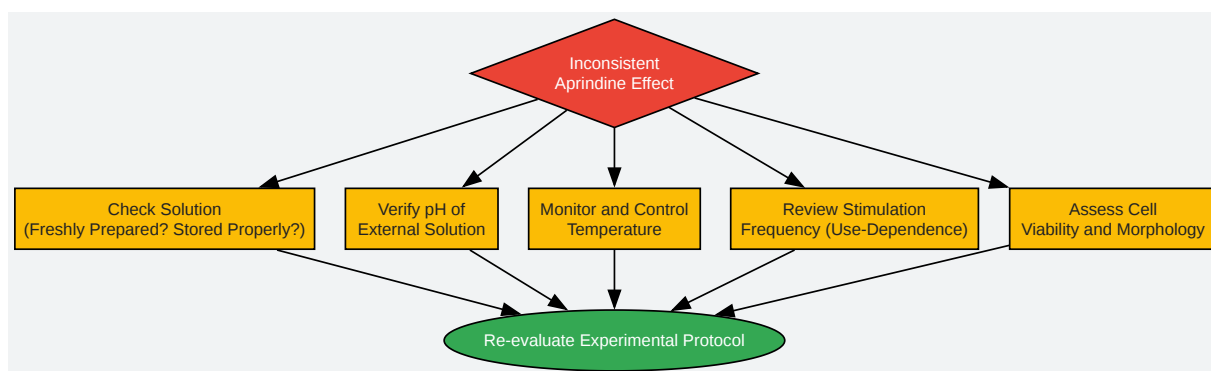 Inconsistent
Aprindine Effect
Check Solution
(Freshly Prepared? Stored Properly?)
Verify pH of
External Solution
Monitor and Control
Temperature
Review Stimulation
Frequency (Use-Dependence)
Assess Cell
Viability and Morphology
Re-evaluate Experimental Protocol